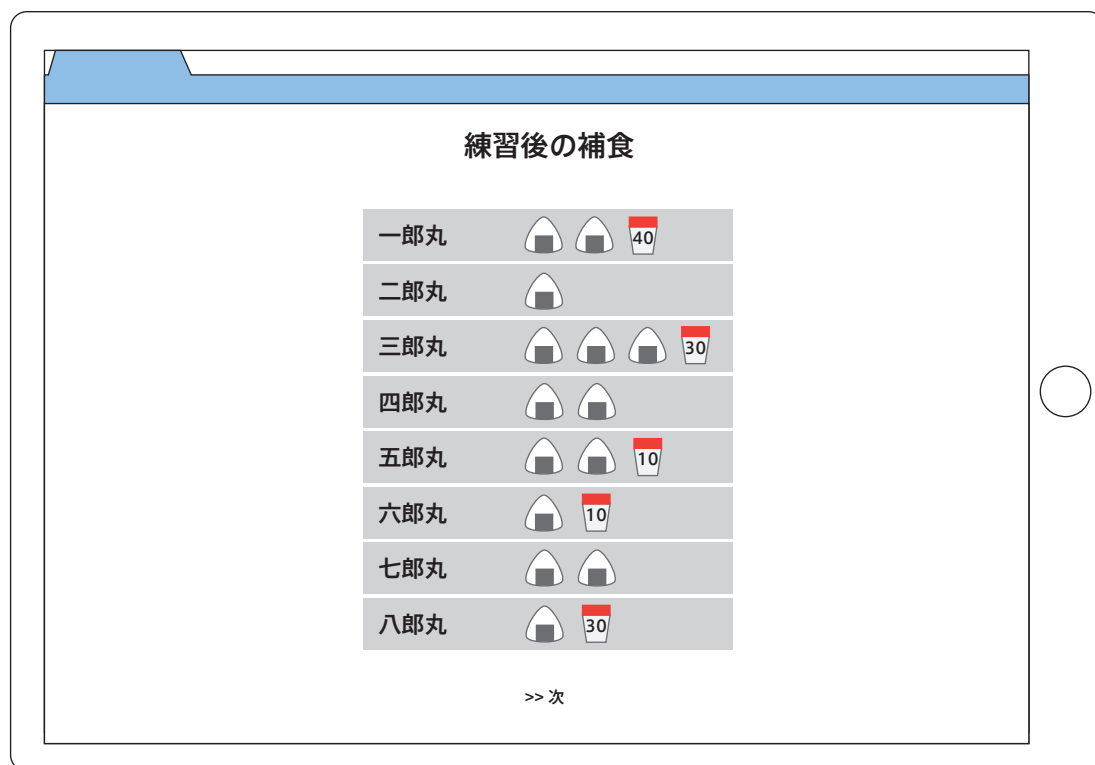 練習後の補食
一郎丸 40
二郎丸
三郎丸 30
四郎丸
五郎丸 10
六郎丸 10
七郎丸
八郎丸 30
>> 次